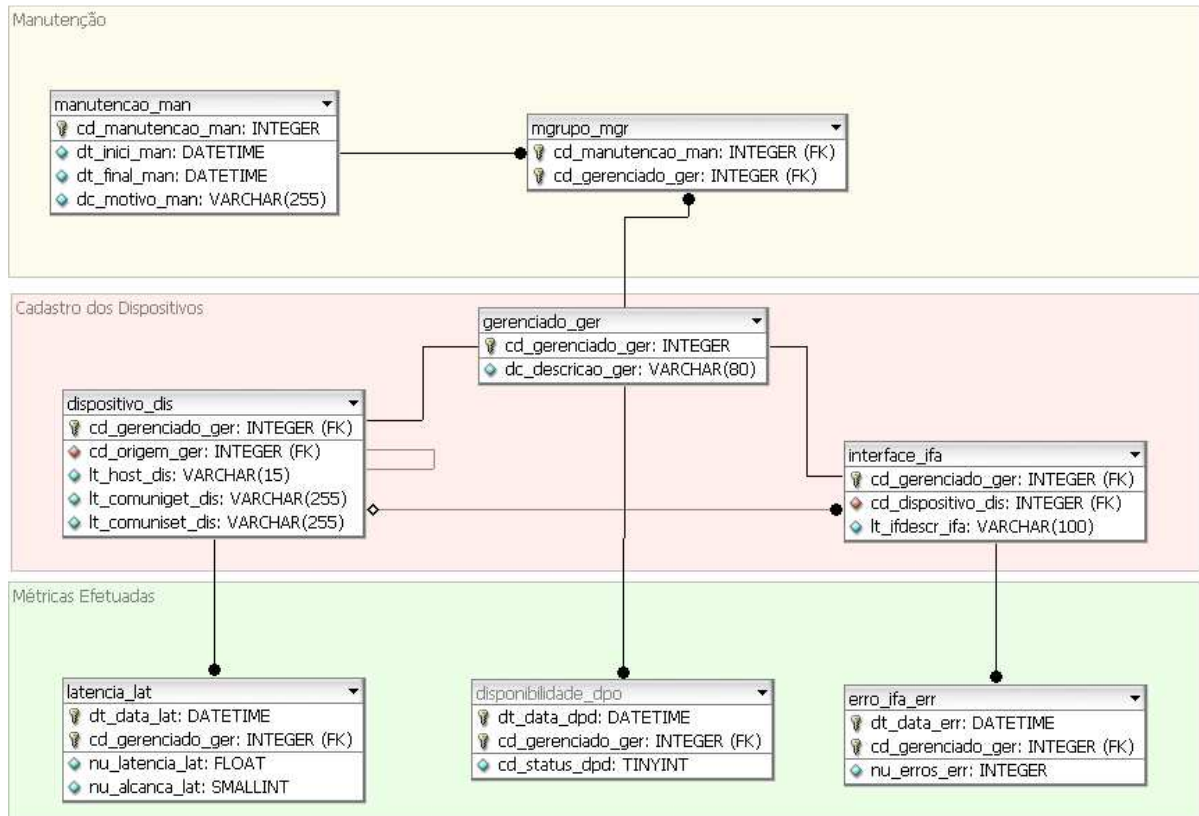 Manutenção
manutencao_man
cd_manutencao_man: INTEGER
dt_inici_man: DATETIME
dt_final_man: DATETIME
dc_motivo_man: VARCHAR(255)
mgrupo_mgr
cd_manutencao_man: INTEGER (FK)
cd_gerenciado_ger: INTEGER (FK)
Cadastro dos Dispositivos
gerenciado_ger
cd_gerenciado_ger: INTEGER
dc_descricao_ger: VARCHAR(80)
dispositivo_dis
cd_gerenciado_ger: INTEGER (FK)
cd_origem_ger: INTEGER (FK)
lt_host_dis: VARCHAR(15)
lt_comuniget_dis: VARCHAR(255)
lt_comuniset_dis: VARCHAR(255)
interface_ifa
cd_gerenciado_ger: INTEGER (FK)
cd_dispositivo_dis: INTEGER (FK)
lt_ifdescr_ifa: VARCHAR(100)
Métricas Efetuadas
latencia_lat
dt_data_lat: DATETIME
cd_gerenciado_ger: INTEGER (FK)
nu_latencia_lat: FLOAT
nu_alcanca_lat: SMALLINT
disponibilidade_dpo
dt_data_dpd: DATETIME
cd_gerenciado_ger: INTEGER (FK)
cd_status_dpd: TINYINT
erro_ifa_err
dt_data_err: DATETIME
cd_gerenciado_ger: INTEGER (FK)
nu_erros_err: INTEGER